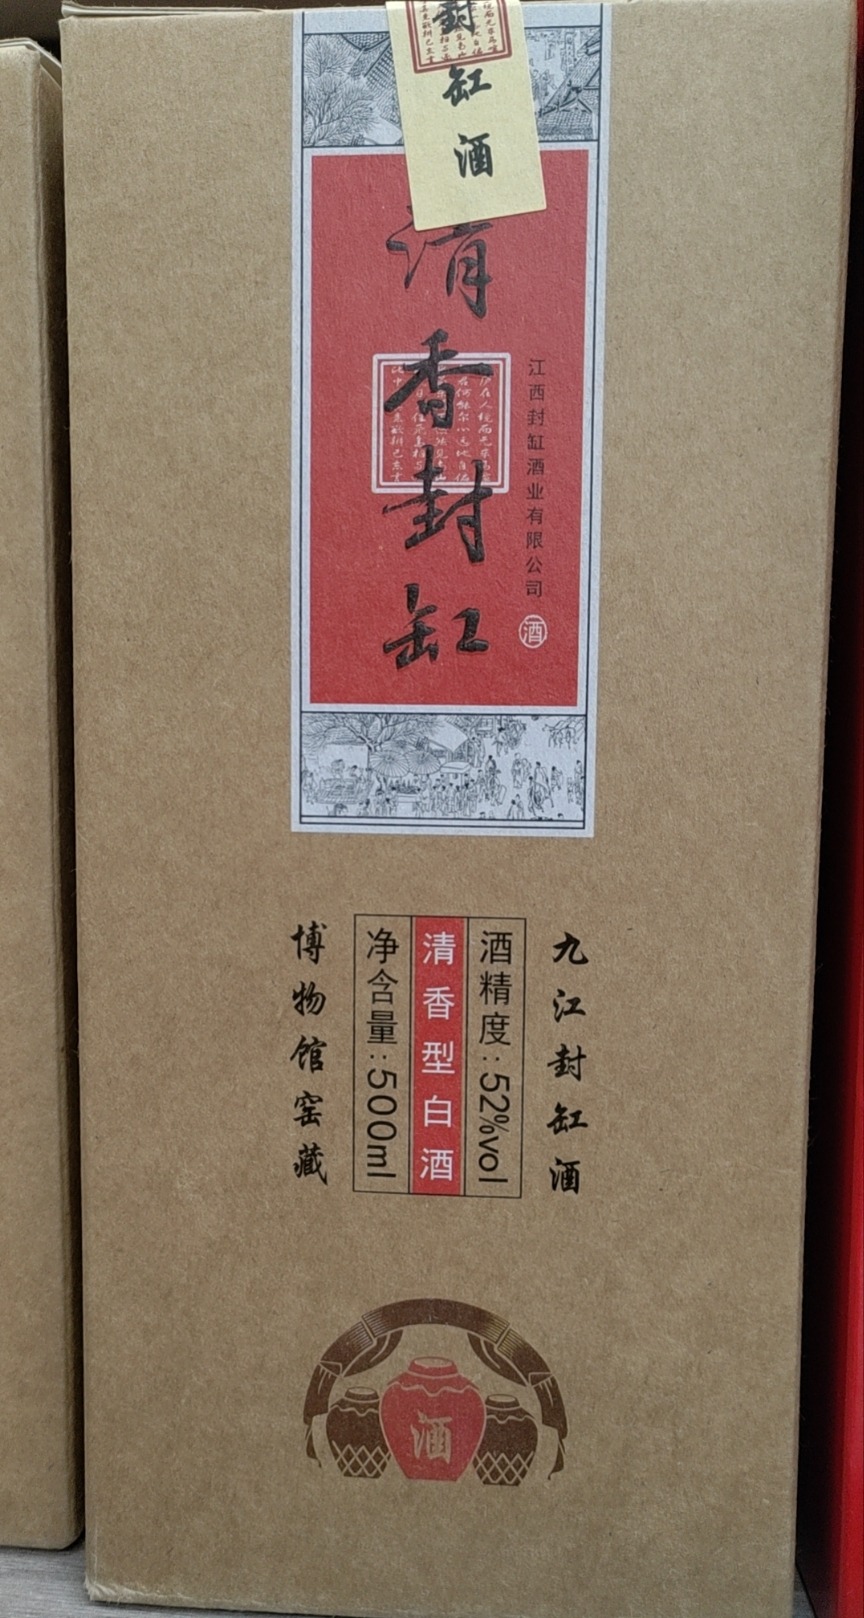 封缸酒
清香封缸
江西封缸酒业有限公司
酒
九江封缸酒
酒精度:52%vol
清香型白酒
净含量:500ml
博物馆窑藏
酒